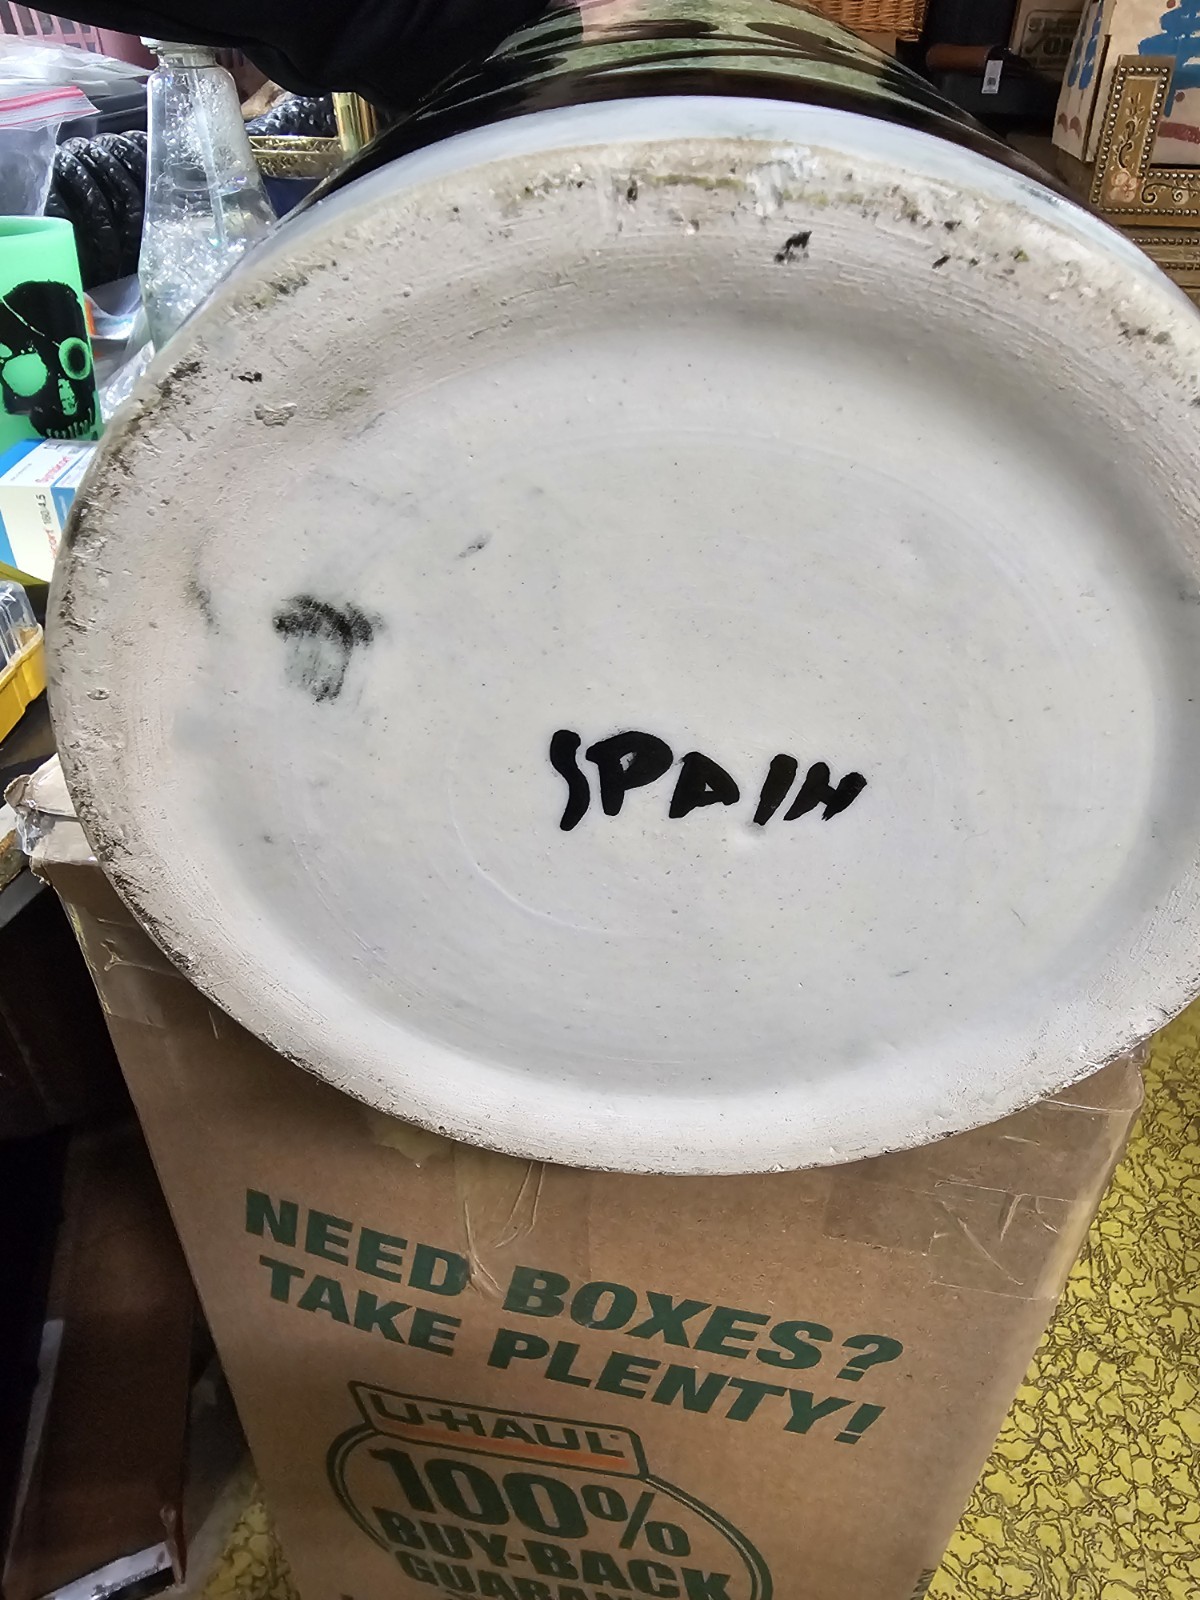 SPAIN
NEED BOXES?
TAKE PLENTY!
U-HAUL
100%
BUY-BACK